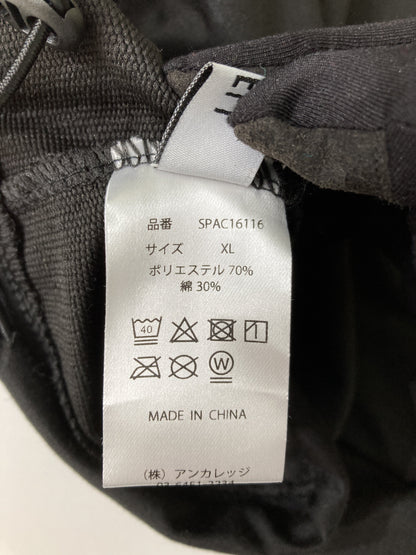 品番 SPAC16116
サイズ XL
ポリエステル 70%
綿 30%
40
W
MADE IN CHINA
(株) アンカレッジ